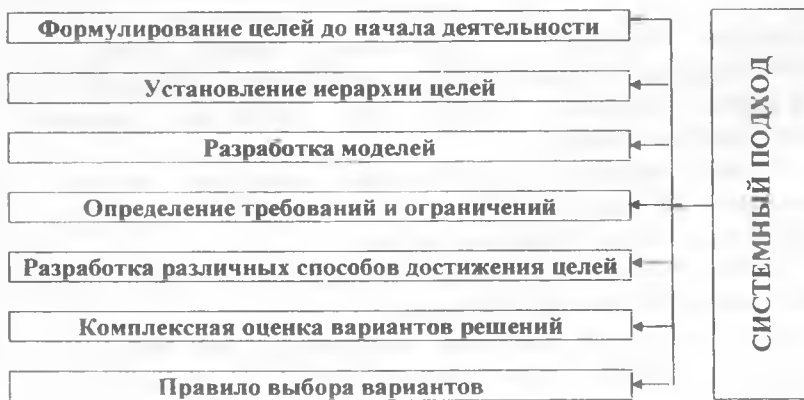 Формулирование целей до начала деятельности
Установление иерархии целей
Разработка моделей
Определение требований и ограничений
Разработка различных способов достижения целей
Комплексная оценка вариантов решений
Правило выбора вариантов
СИСТЕМНЫЙ ПОДХОД